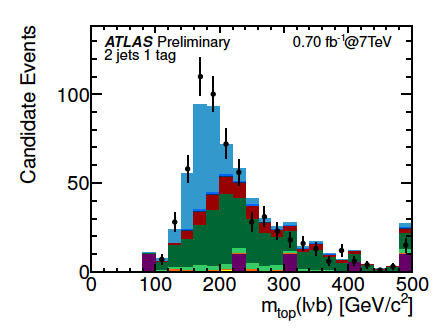 Candidate Events
ATLAS Preliminary
0.70 fb⁻¹@7TeV
2 jets 1 tag
100
50
0
0 100 200 300 400 500
m_top(lνb) [GeV/c²]